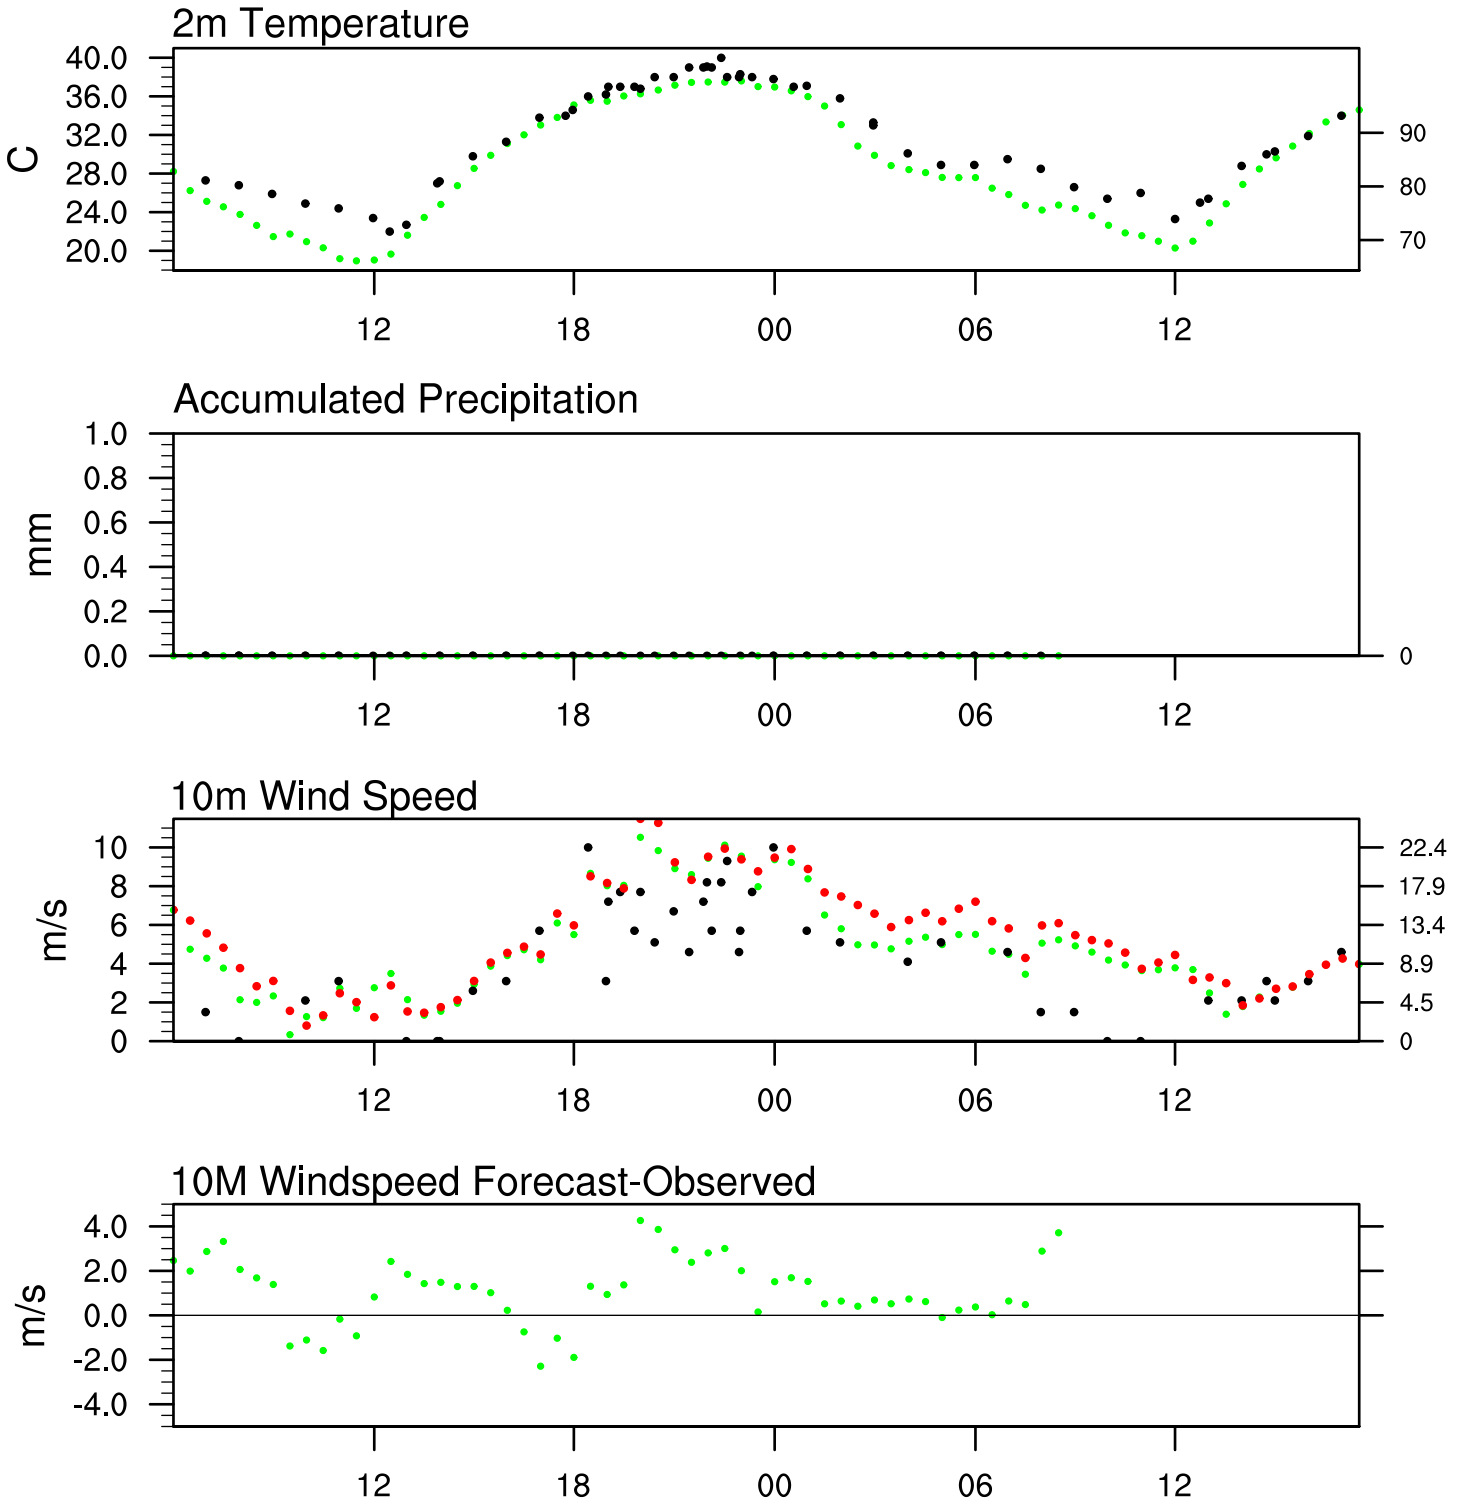 2m Temperature
40.0
36.0
32.0
28.0
24.0
20.0
C
90
80
70
12 18 00 06 12
Accumulated Precipitation
1.0
0.8
0.6
0.4
0.2
0.0
mm
0
12 18 00 06 12
10m Wind Speed
10
8
6
4
2
0
m/s
22.4
17.9
13.4
8.9
4.5
0
12 18 00 06 12
10M Windspeed Forecast-Observed
4.0
2.0
0.0
-2.0
-4.0
m/s
12 18 00 06 12